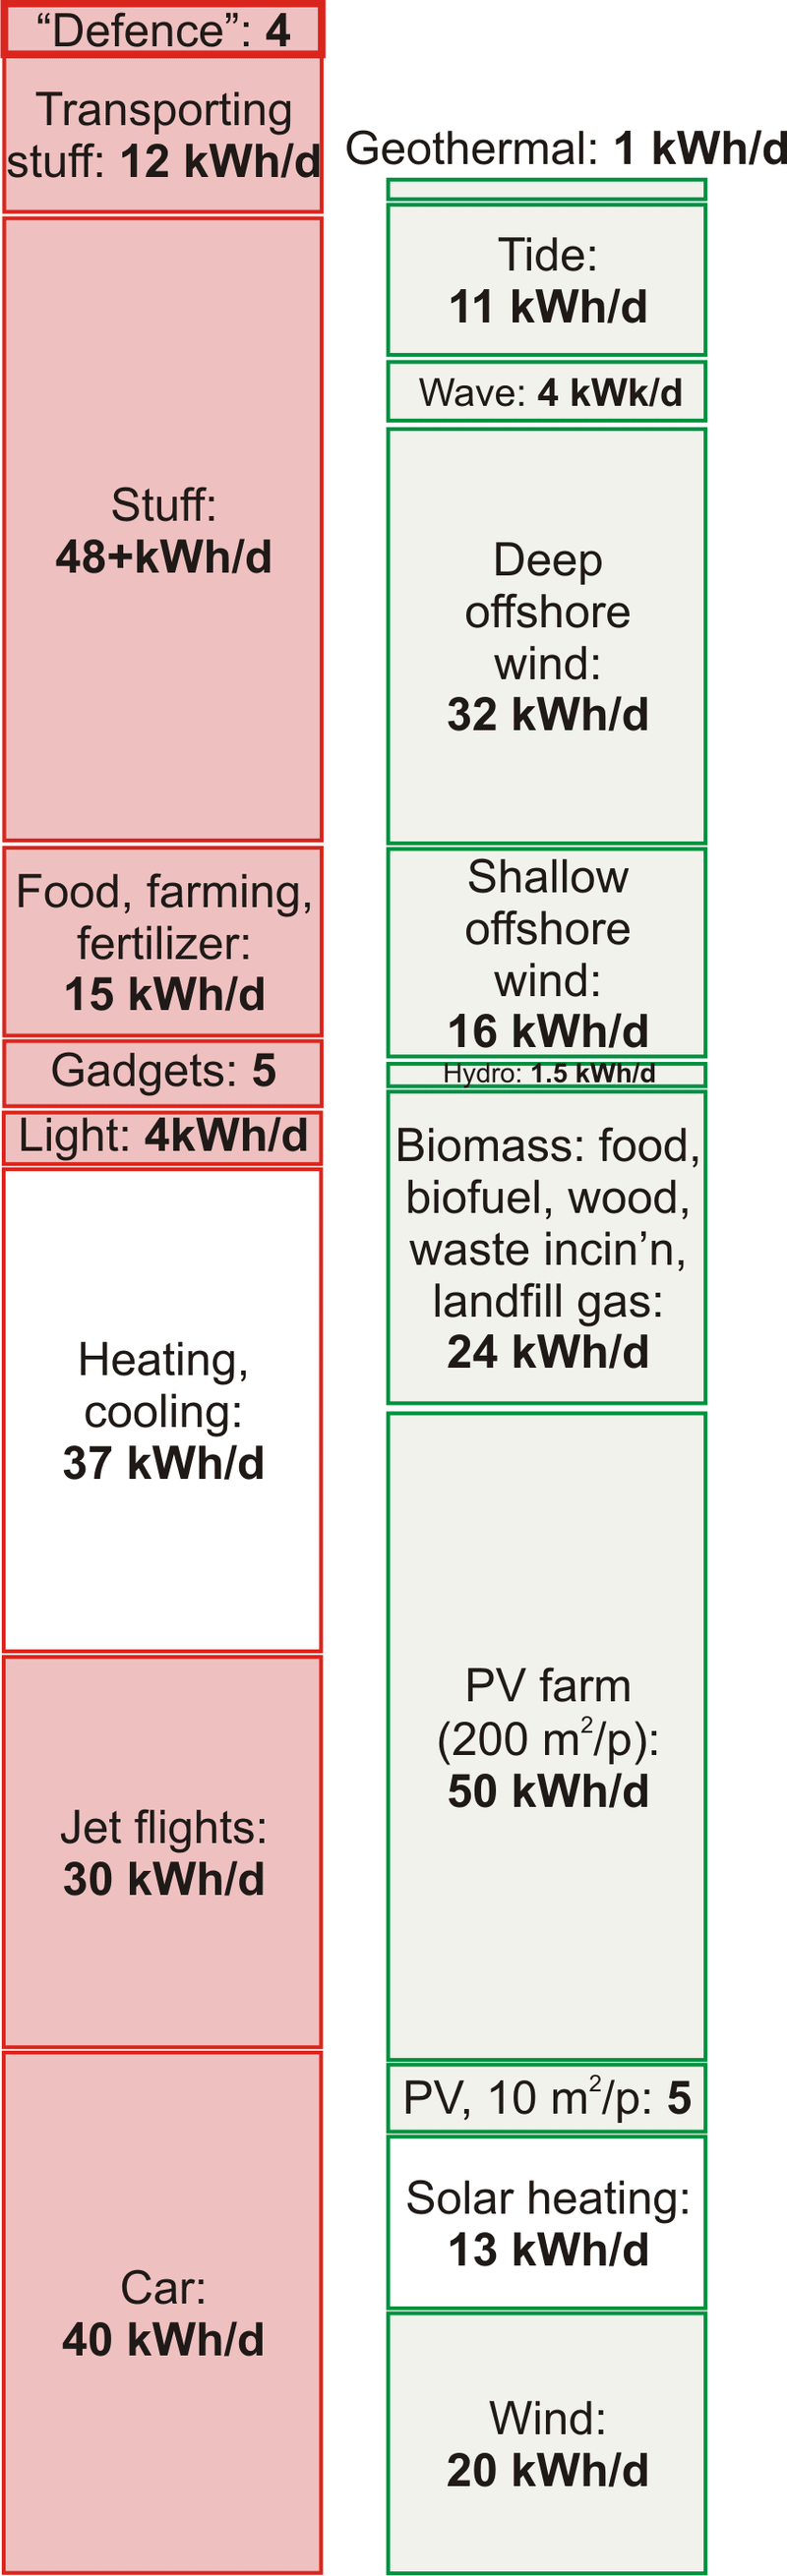 “Defence”: 4
Transporting
stuff: 12 kWh/d
Stuff:
48+kWh/d
Food, farming,
fertilizer:
15 kWh/d
Gadgets: 5
Light: 4kWh/d
Heating,
cooling:
37 kWh/d
Jet flights:
30 kWh/d
Car:
40 kWh/d
Geothermal: 1 kWh/d
Tide:
11 kWh/d
Wave: 4 kWk/d
Deep
offshore
wind:
32 kWh/d
Shallow
offshore
wind:
16 kWh/d
Hydro: 1.5 kWh/d
Biomass: food,
biofuel, wood,
waste incin’n,
landfill gas:
24 kWh/d
PV farm
(200 m²/p):
50 kWh/d
PV, 10 m²/p: 5
Solar heating:
13 kWh/d
Wind:
20 kWh/d